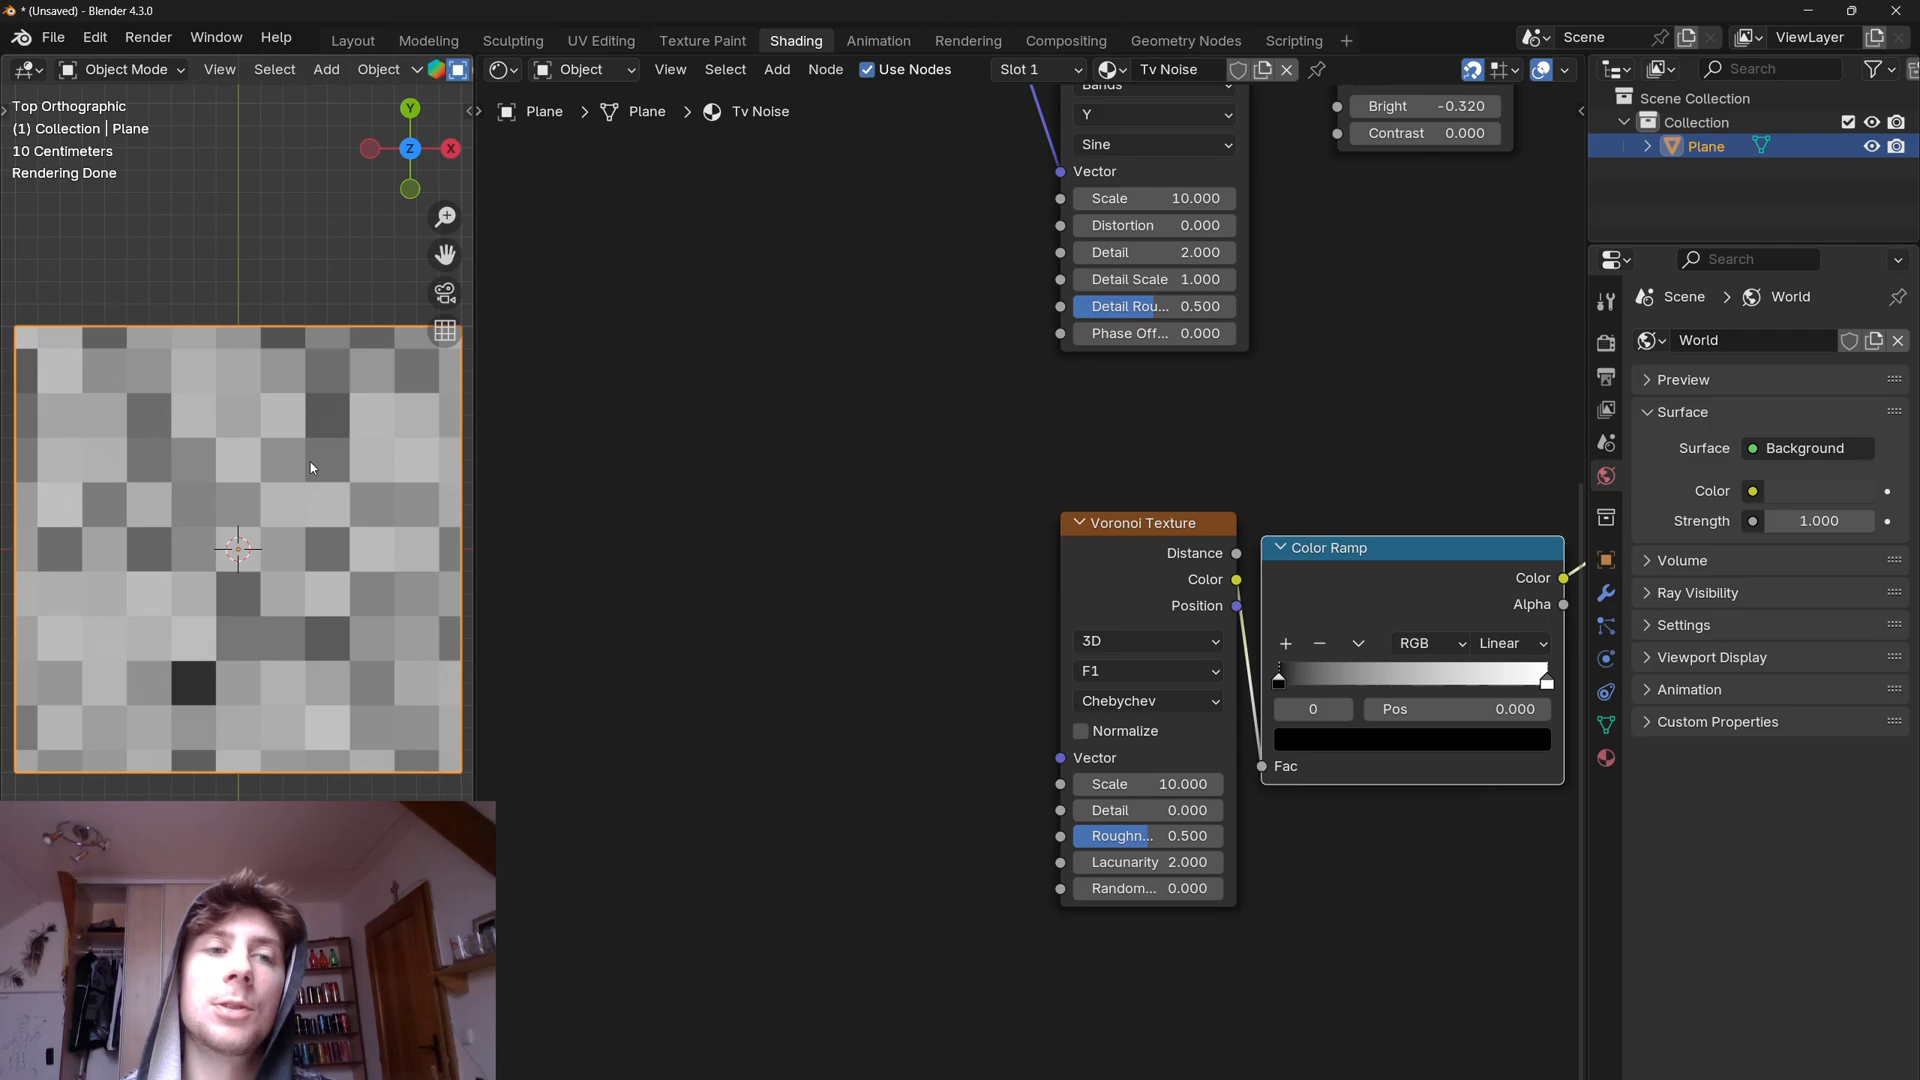 * (Unsaved) - Blender 4.3.0
File Edit Render Window Help Layout Modeling Sculpting UV Editing Texture Paint Shading Animation Rendering Compositing Geometry Nodes Scripting + Scene ViewLayer
Object Mode View Select Add Object Object View Select Add Node Use Nodes Slot 1 Tv Noise Search
Top Orthographic
(1) Collection | Plane
10 Centimeters
Rendering Done
Y
X
Z
Plane > Plane > Tv Noise
Bands
Y
Sine
Vector
Scale 10.000
Distortion 0.000
Detail 2.000
Detail Scale 1.000
Detail Rou... 0.500
Phase Off... 0.000
Bright -0.320
Contrast 0.000
Voronoi Texture
Distance
Color
Position
3D
F1
Chebychev
Normalize
Vector
Scale 10.000
Detail 0.000
Roughn... 0.500
Lacunarity 2.000
Random... 0.000
Color Ramp
Color
Alpha
RGB Linear
0 Pos 0.000
Fac
Scene Collection
Collection
Plane
Search
Scene > World
World
Preview
Surface
Surface Background
Color
Strength 1.000
Volume
Ray Visibility
Settings
Viewport Display
Animation
Custom Properties